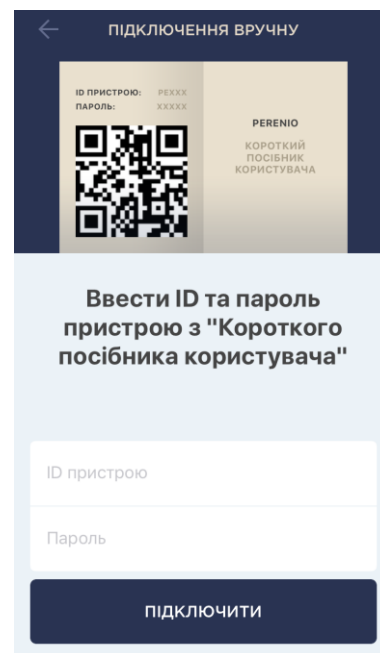 ПІДКЛЮЧЕННЯ ВРУЧНУ
ID ПРИСТРОЮ: PEXXX
ПАРОЛЬ: XXXXX
PERENIO
КОРОТКИЙ
ПОСІБНИК
КОРИСТУВАЧА
Ввести ID та пароль
пристрою з "Короткого
посібника користувача"
ID пристрою
Пароль
ПІДКЛЮЧИТИ